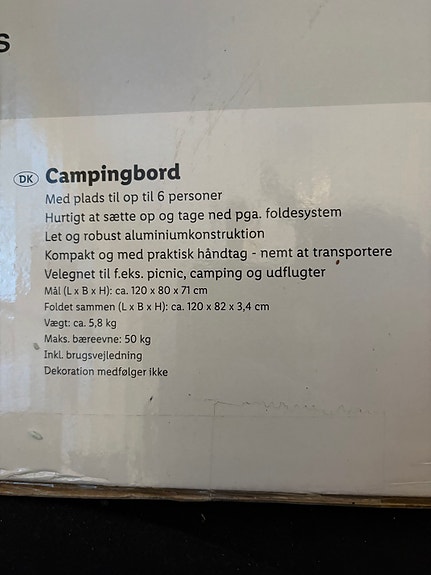 s
DK Campingbord
Med plads til op til 6 personer
Hurtigt at sætte op og tage ned pga. foldesystem
Let og robust aluminiumkonstruktion
Kompakt og med praktisk håndtag - nemt at transportere
Velegnet til f.eks. picnic, camping og udflugter
Mål (L x B x H): ca. 120 x 80 x 71 cm
Foldet sammen (L x B x H): ca. 120 x 82 x 3,4 cm
Vægt: ca. 5,8 kg
Maks. bæreevne: 50 kg
Inkl. brugsvejledning
Dekoration medfølger ikke